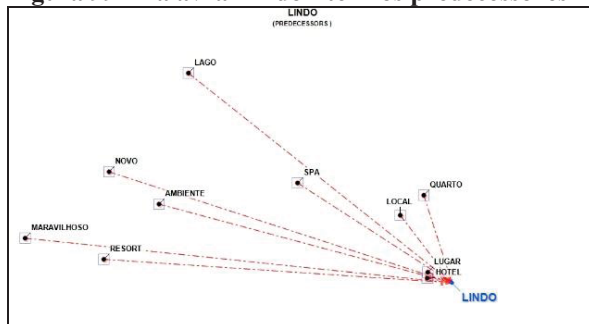 LINDO
(PREDECESSORS)
LAGO
NOVO
SPA
AMBIENTE
QUARTO
LOCAL
MARAVILHOSO
RESORT
LUGAR
HOTEL
LINDO